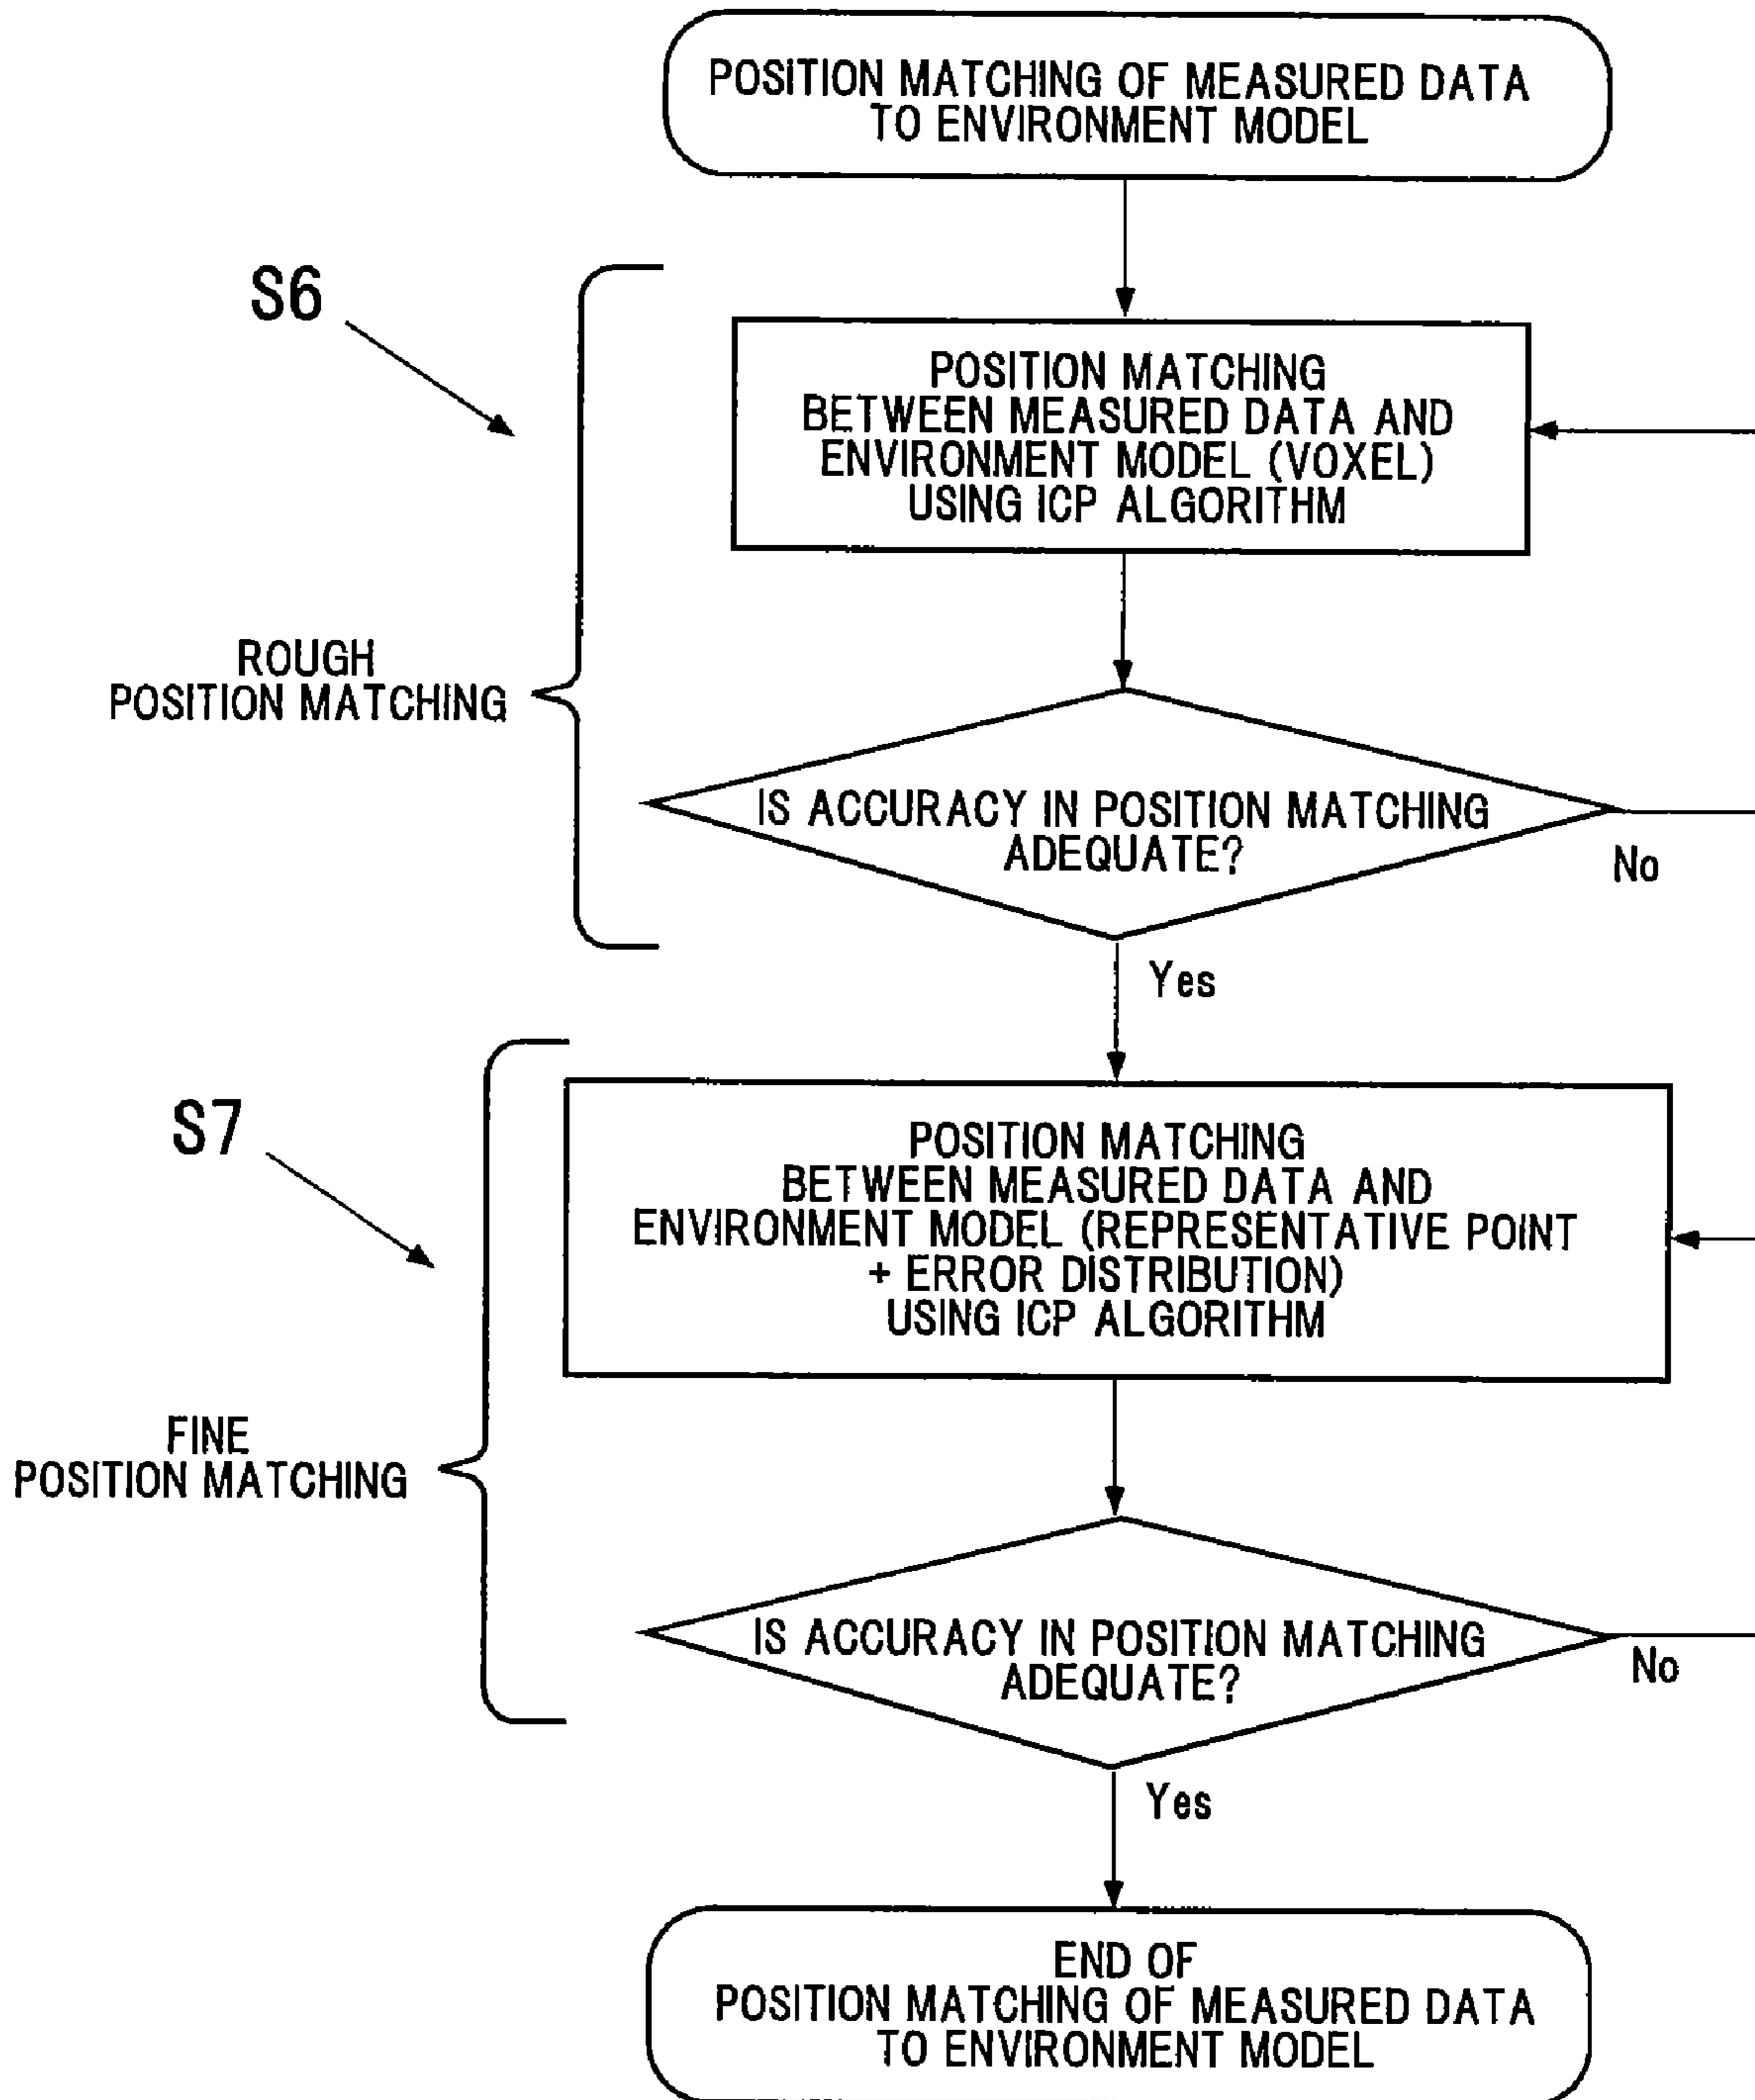 POSITION MATCHING OF MEASURED DATA
TO ENVIRONMENT MODEL
S6
POSITION MATCHING
BETWEEN MEASURED DATA AND
ENVIRONMENT MODEL (VOXEL)
USING ICP ALGORITHM
ROUGH
POSITION MATCHING
IS ACCURACY IN POSITION MATCHING
ADEQUATE?
No
Yes
S7
POSITION MATCHING
BETWEEN MEASURED DATA AND
ENVIRONMENT MODEL (REPRESENTATIVE POINT
+ ERROR DISTRIBUTION)
USING ICP ALGORITHM
FINE
POSITION MATCHING
IS ACCURACY IN POSITION MATCHING
ADEQUATE?
No
Yes
END OF
POSITION MATCHING OF MEASURED DATA
TO ENVIRONMENT MODEL